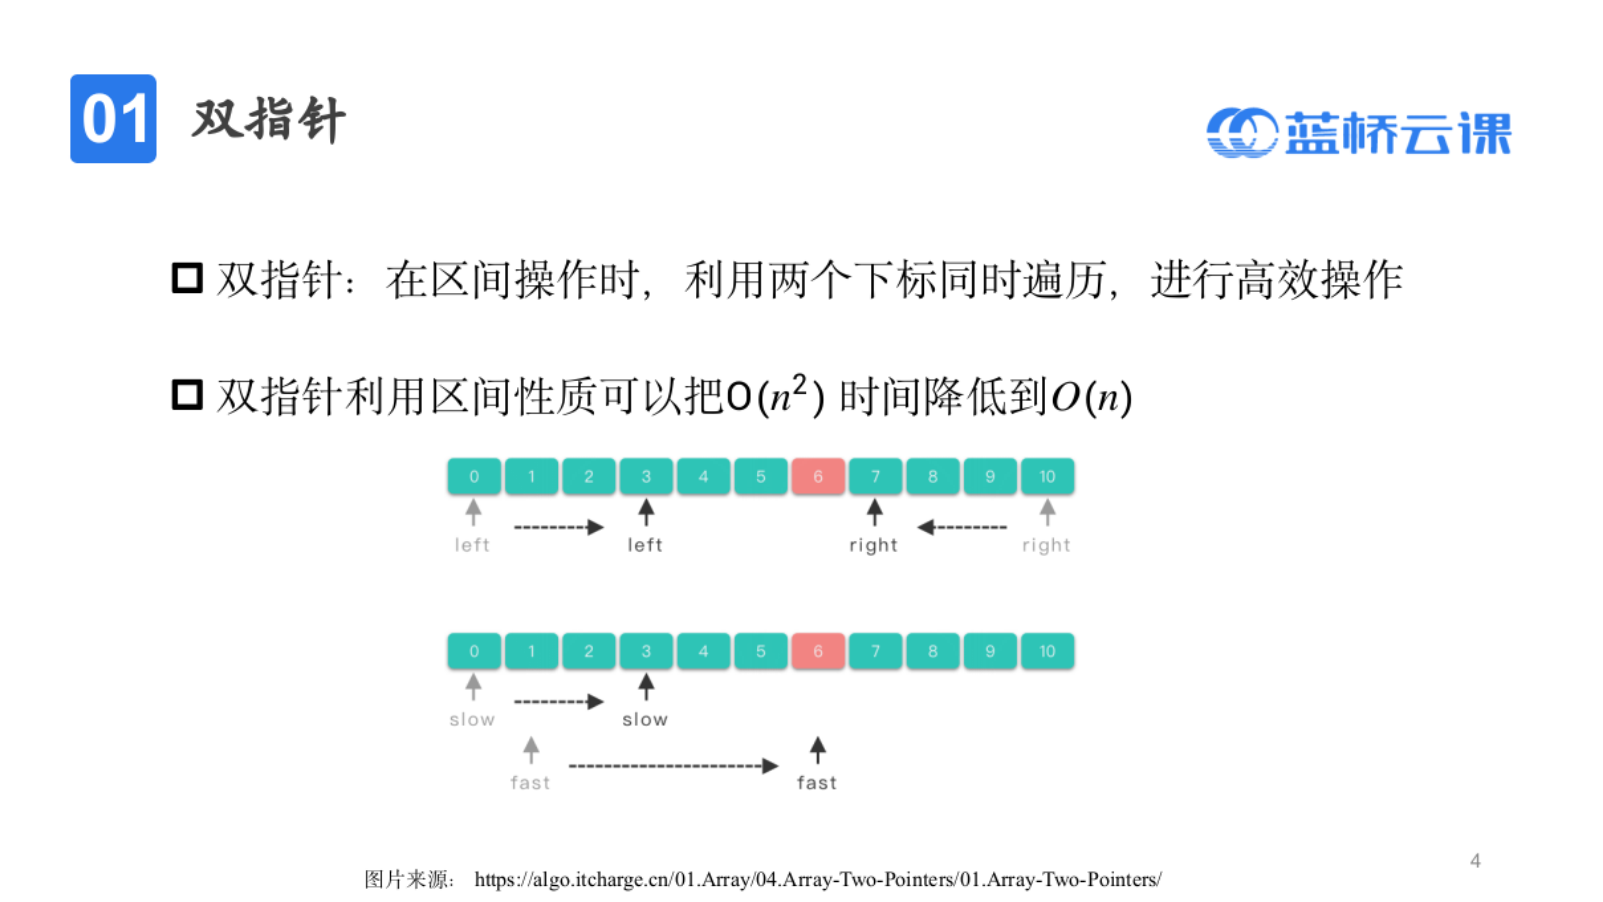 01 双指针
蓝桥云课
双指针：在区间操作时，利用两个下标同时遍历，进行高效操作
双指针利用区间性质可以把O(n²) 时间降低到O(n)
0 1 2 3 4 5 6 7 8 9 10
left left right right
0 1 2 3 4 5 6 7 8 9 10
slow slow
fast fast
4
图片来源： https://algo.itcharge.cn/01.Array/04.Array-Two-Pointers/01.Array-Two-Pointers/